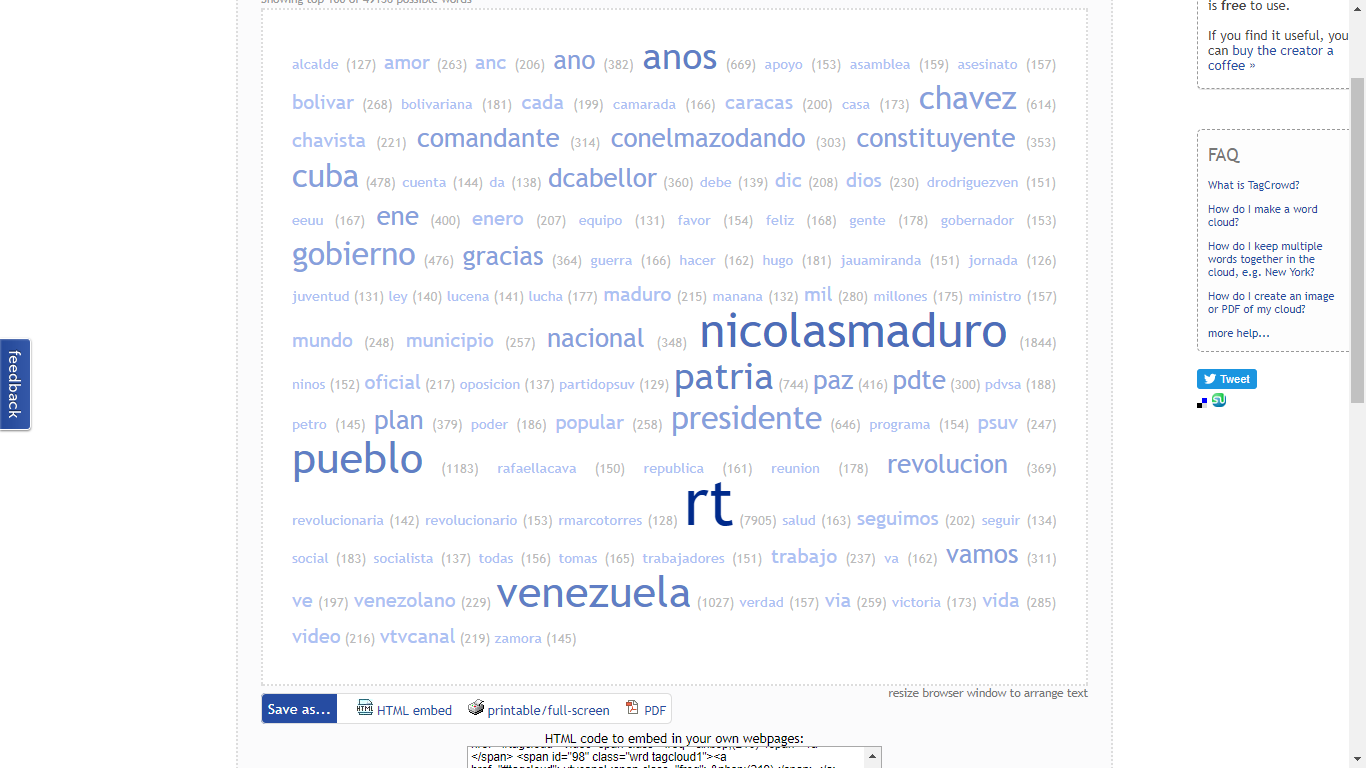 Showing top 100 of 49150 possible words
alcalde (127) amor (263) anc (206) ano (382) anos (669) apoyo (153) asamblea (159) asesinato (157)
bolivar (268) bolivariana (181) cada (199) camarada (166) caracas (200) casa (173) chavez (614)
chavista (221) comandante (314) conelmazodando (303) constituyente (353)
cuba (478) cuenta (144) da (138) dcabellor (360) debe (139) dic (208) dios (230) drodriguezven (151)
eeuu (167) ene (400) enero (207) equipo (131) favor (154) feliz (168) gente (178) gobernador (153)
gobierno (476) gracias (364) guerra (166) hacer (162) hugo (181) jauamiranda (151) jornada (126)
juventud (131) ley (140) lucena (141) lucha (177) maduro (215) manana (132) mil (280) millones (175) ministro (157)
mundo (248) municipio (257) nacional (348) nicolasmaduro (1844)
ninos (152) oficial (217) oposicion (137) partidopsuv (129) patria (744) paz (416) pdte (300) pdvsa (188)
petro (145) plan (379) poder (186) popular (258) presidente (646) programa (154) psuv (247)
pueblo (1183) rafaellacava (150) republica (161) reunion (178) revolucion (369)
revolucionaria (142) revolucionario (153) rmarcotorres (128) rt (7905) salud (163) seguimos (202) seguir (134)
social (183) socialista (137) todas (156) tomas (165) trabajadores (151) trabajo (237) va (162) vamos (311)
ve (197) venezolano (229) venezuela (1027) verdad (157) via (259) victoria (173) vida (285)
video (216) vtvcanal (219) zamora (145)
resize browser window to arrange text
Save as... HTML embed printable/full-screen PDF
HTML code to embed in your own webpages:
</span> <span id="98" class="wrd tagcloud1"><a
is free to use.
If you find it useful, you
can buy the creator a
coffee »
FAQ
What is TagCrowd?
How do I make a word
cloud?
How do I keep multiple
words together in the
cloud, e.g. New York?
How do I create an image
or PDF of my cloud?
more help...
Tweet
feedback